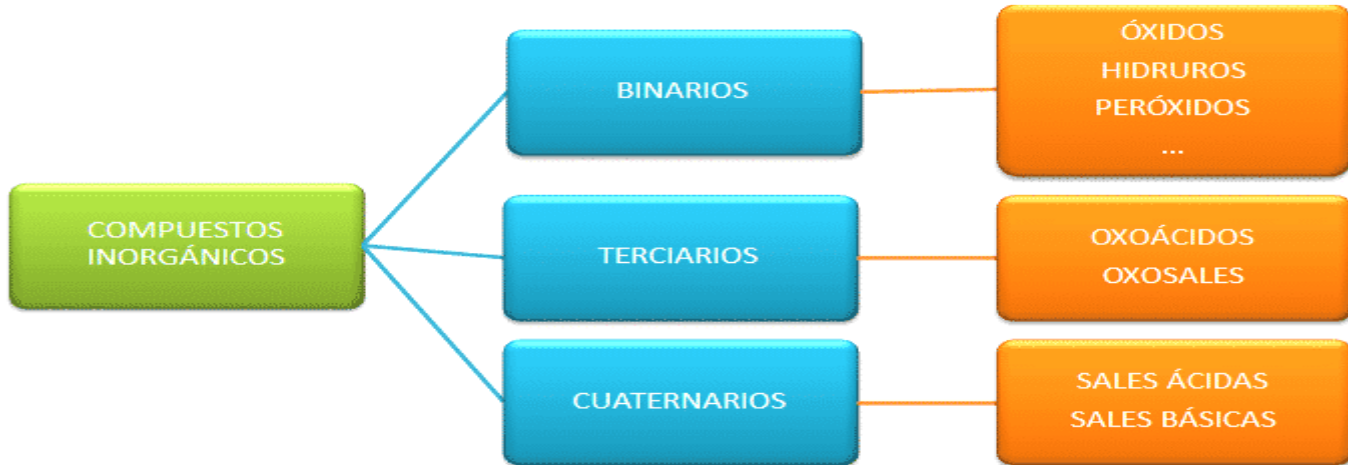 COMPUESTOS
INORGÁNICOS
BINARIOS
ÓXIDOS
HIDRUROS
PERÓXIDOS
...
TERCIARIOS
OXOÁCIDOS
OXOSALES
CUATERNARIOS
SALES ÁCIDAS
SALES BÁSICAS